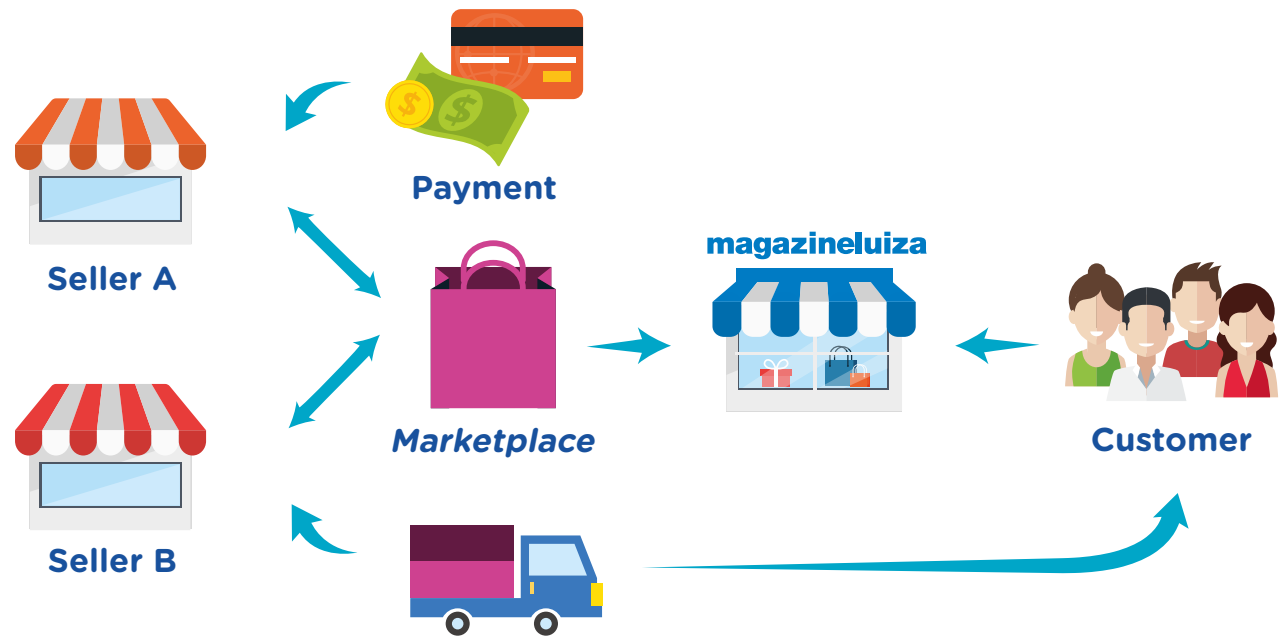 Payment
Seller A
magazineluiza
Marketplace
Customer
Seller B